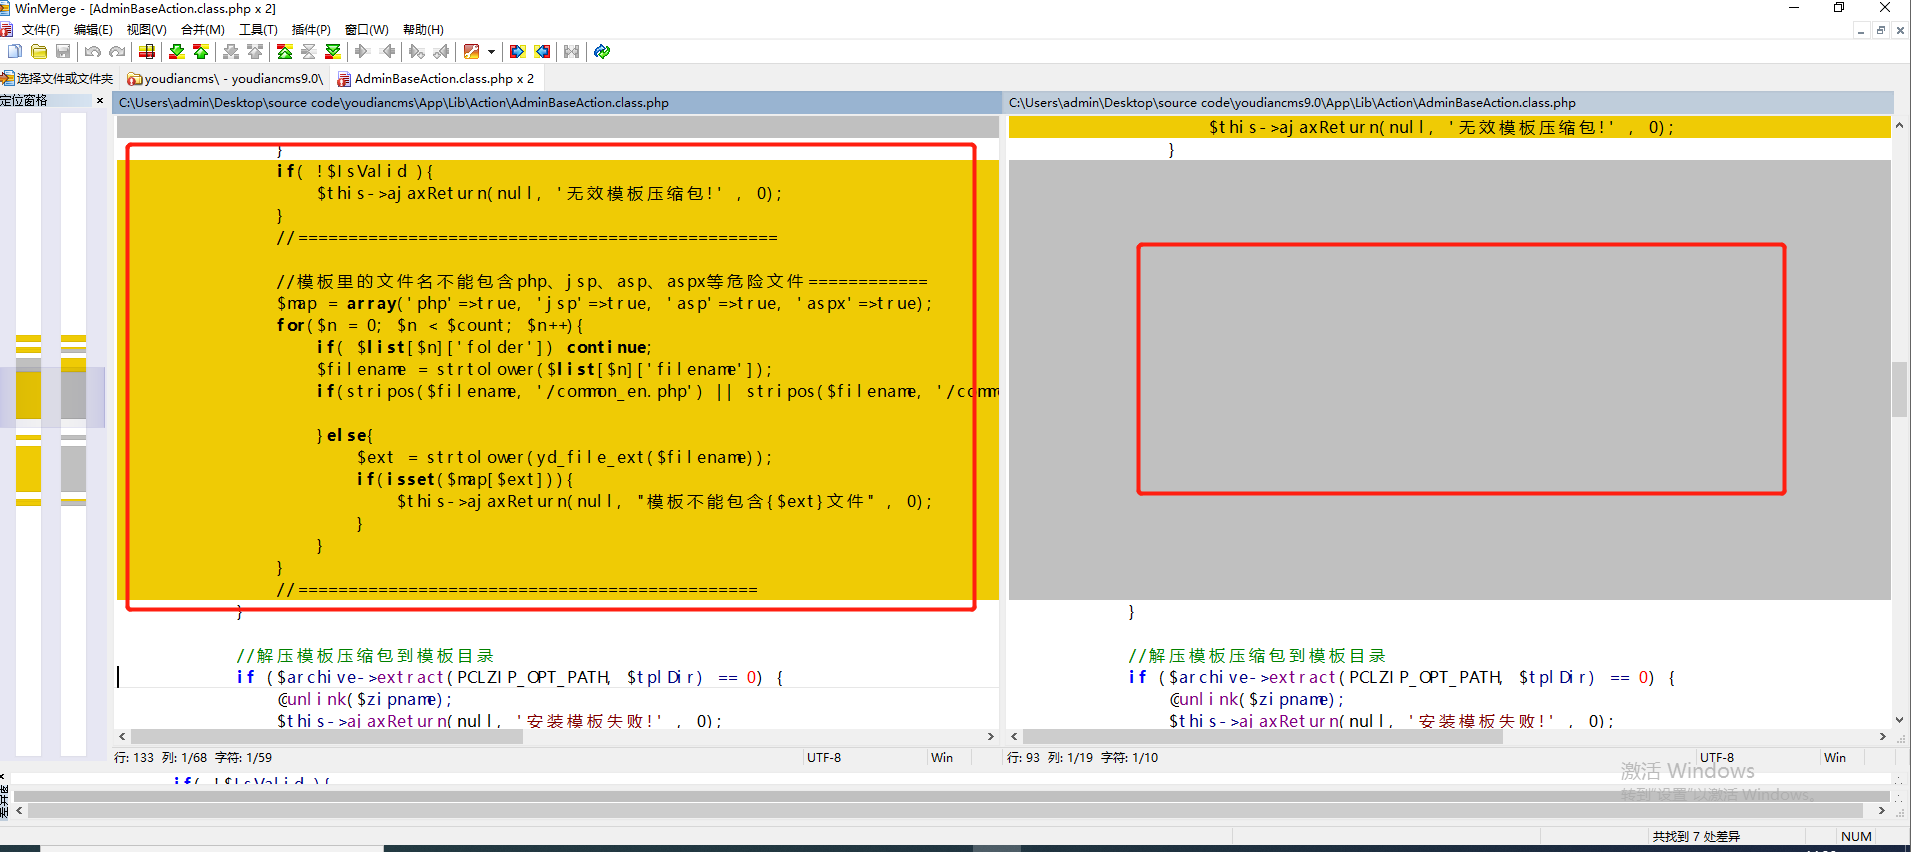 WinMerge - [AdminBaseAction.class.php x 2]
文件(F) 编辑(E) 视图(V) 合并(M) 工具(T) 插件(P) 窗口(W) 帮助(H)
选择文件或文件夹 youdiancms\ - youdiancms9.0\ AdminBaseAction.class.php x 2
定位窗格
C:\Users\admin\Desktop\source code\youdiancms\App\Lib\Action\AdminBaseAction.class.php
}
if( !$IsValid ){
$this->ajaxReturn(null, '无效模板压缩包!' , 0);
}
//================================================
//模板里的文件名不能包含php、jsp、asp、aspx等危险文件============
$map = array('php'=>true, 'jsp'=>true, 'asp'=>true, 'aspx'=>true);
for($n = 0; $n < $count; $n++){
if( $list[$n]['folder']) continue;
$filename = strtolower($list[$n]['filename']);
if(stripos($filename, '/common_en.php') || stripos($filename, '/comm
}else{
$ext = strtolower(yd_file_ext($filename));
if(isset($map[$ext])){
$this->ajaxReturn(null, "模板不能包含{$ext}文件" , 0);
}
}
}
//==============================================
}
//解压模板压缩包到模板目录
if ($archive->extract(PCLZIP_OPT_PATH, $tplDir) == 0) {
@unlink($zipname);
$this->ajaxReturn(null, '安装模板失败!' , 0);
行: 133 列: 1/68 字符: 1/59 UTF-8 Win
C:\Users\admin\Desktop\source code\youdiancms9.0\App\Lib\Action\AdminBaseAction.class.php
$this->ajaxReturn(null, '无效模板压缩包!' , 0);
}
}
//解压模板压缩包到模板目录
if ($archive->extract(PCLZIP_OPT_PATH, $tplDir) == 0) {
@unlink($zipname);
$this->ajaxReturn(null, '安装模板失败!' , 0);
行: 93 列: 1/19 字符: 1/10 UTF-8 Win
if( !$IsValid ){
激活 Windows
转到"设置"以激活 Windows。
共找到 7 处差异 NUM